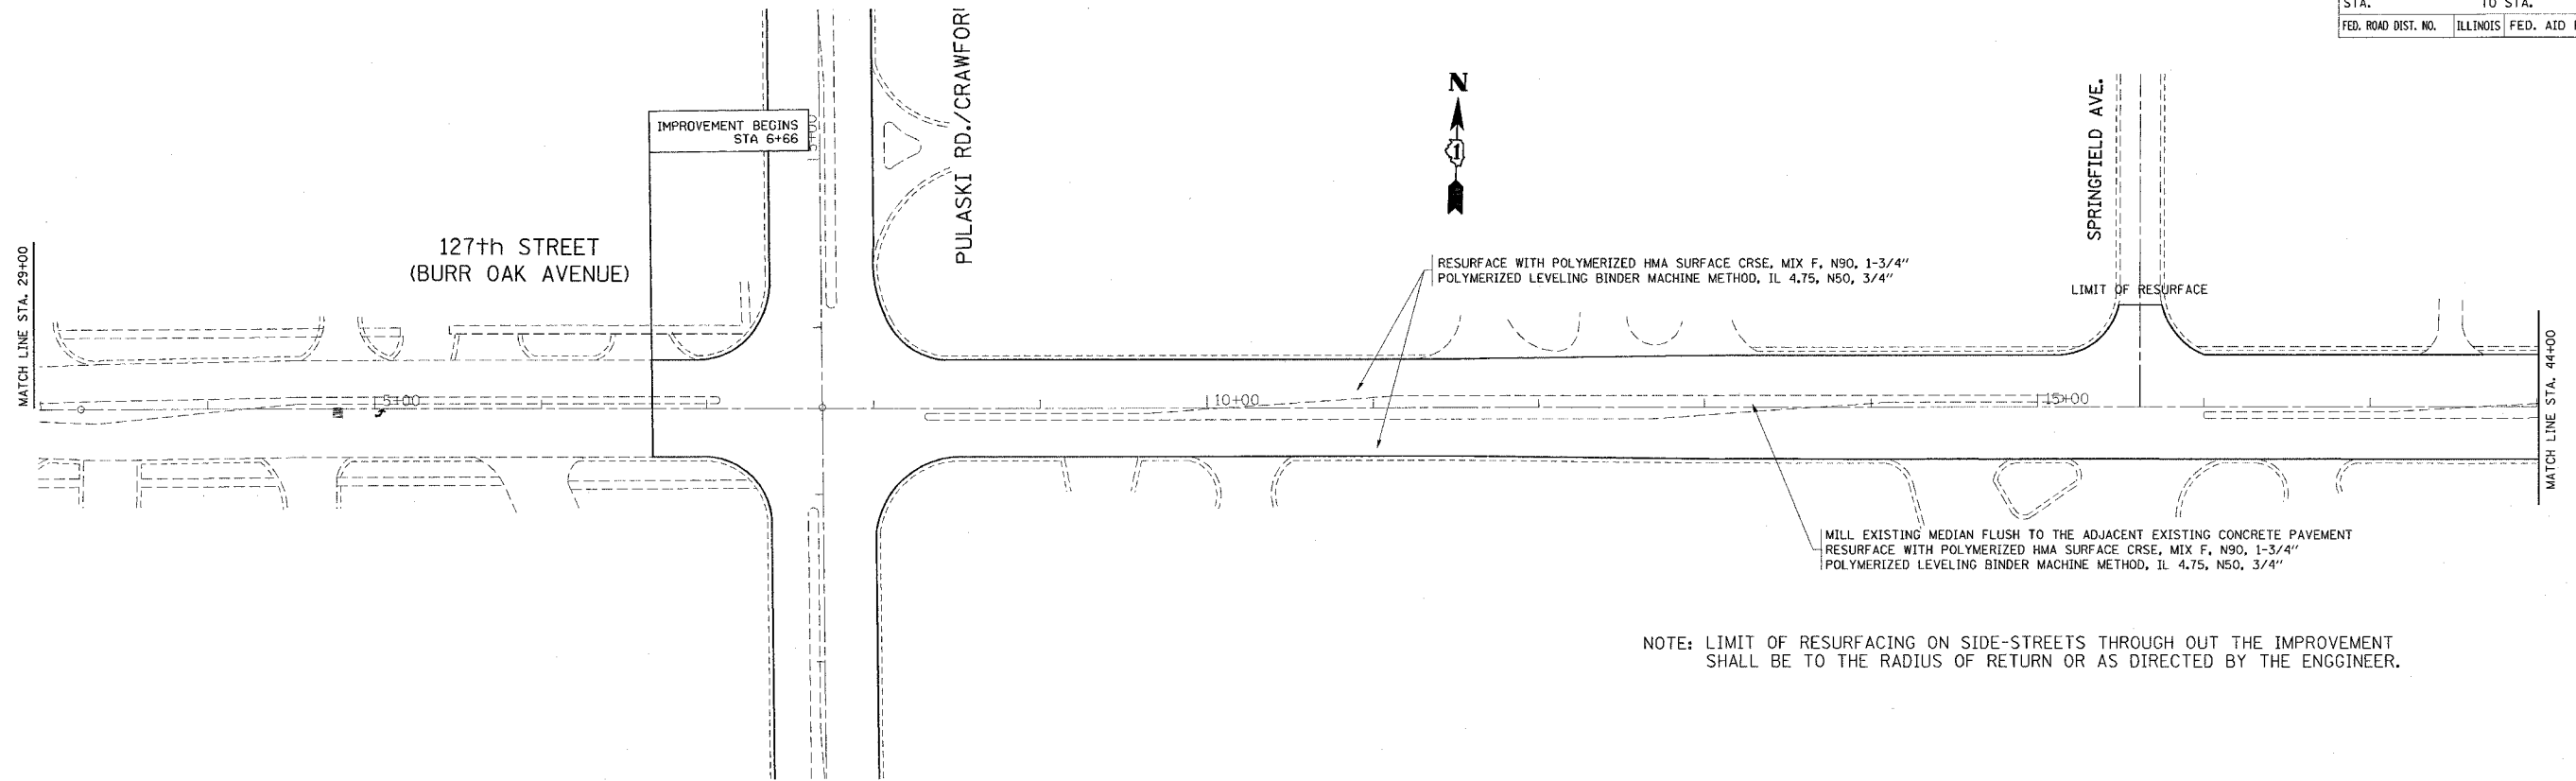 STA. TO STA.
FED. ROAD DIST. NO. ILLINOIS FED. AID
PULASKI RD./CRAWFOR
N
1
SPRINGFIELD AVE.
IMPROVEMENT BEGINS
STA 6+66
127th STREET
(BURR OAK AVENUE)
MATCH LINE STA. 29+00
RESURFACE WITH POLYMERIZED HMA SURFACE CRSE, MIX F, N90, 1-3/4"
POLYMERIZED LEVELING BINDER MACHINE METHOD, IL 4.75, N50, 3/4"
LIMIT OF RESURFACE
5+00
10+00
15+00
MATCH LINE STA. 44+00
MILL EXISTING MEDIAN FLUSH TO THE ADJACENT EXISTING CONCRETE PAVEMENT
RESURFACE WITH POLYMERIZED HMA SURFACE CRSE, MIX F, N90, 1-3/4"
POLYMERIZED LEVELING BINDER MACHINE METHOD, IL 4.75, N50, 3/4"
NOTE: LIMIT OF RESURFACING ON SIDE-STREETS THROUGH OUT THE IMPROVEMENT
SHALL BE TO THE RADIUS OF RETURN OR AS DIRECTED BY THE ENGGINEER.